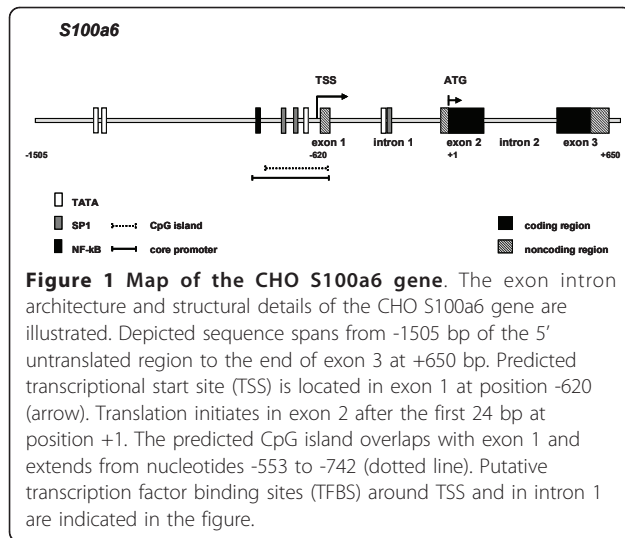 S100a6
TSS ATG
exon 1 intron 1 exon 2 intron 2 exon 3
-1505 -620 +1 +650
TATA
SP1 CpG island coding region
NF-kB core promoter noncoding region
Figure 1 Map of the CHO S100a6 gene. The exon intron
architecture and structural details of the CHO S100a6 gene are
illustrated. Depicted sequence spans from -1505 bp of the 5’
untranslated region to the end of exon 3 at +650 bp. Predicted
transcriptional start site (TSS) is located in exon 1 at position -620
(arrow). Translation initiates in exon 2 after the first 24 bp at
position +1. The predicted CpG island overlaps with exon 1 and
extends from nucleotides -553 to -742 (dotted line). Putative
transcription factor binding sites (TFBS) around TSS and in intron 1
are indicated in the figure.